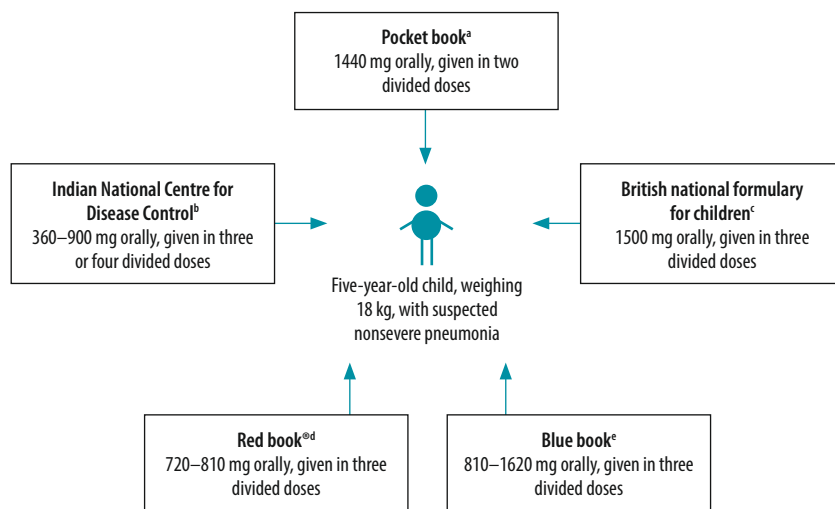 Pocket bookᵃ
1440 mg orally, given in two
divided doses
Indian National Centre for
Disease Controlᵇ
360–900 mg orally, given in three
or four divided doses
British national formulary
for childrenᶜ
1500 mg orally, given in three
divided doses
Five-year-old child, weighing
18 kg, with suspected
nonsevere pneumonia
Red book®ᵈ
720–810 mg orally, given in three
divided doses
Blue bookᵉ
810–1620 mg orally, given in three
divided doses